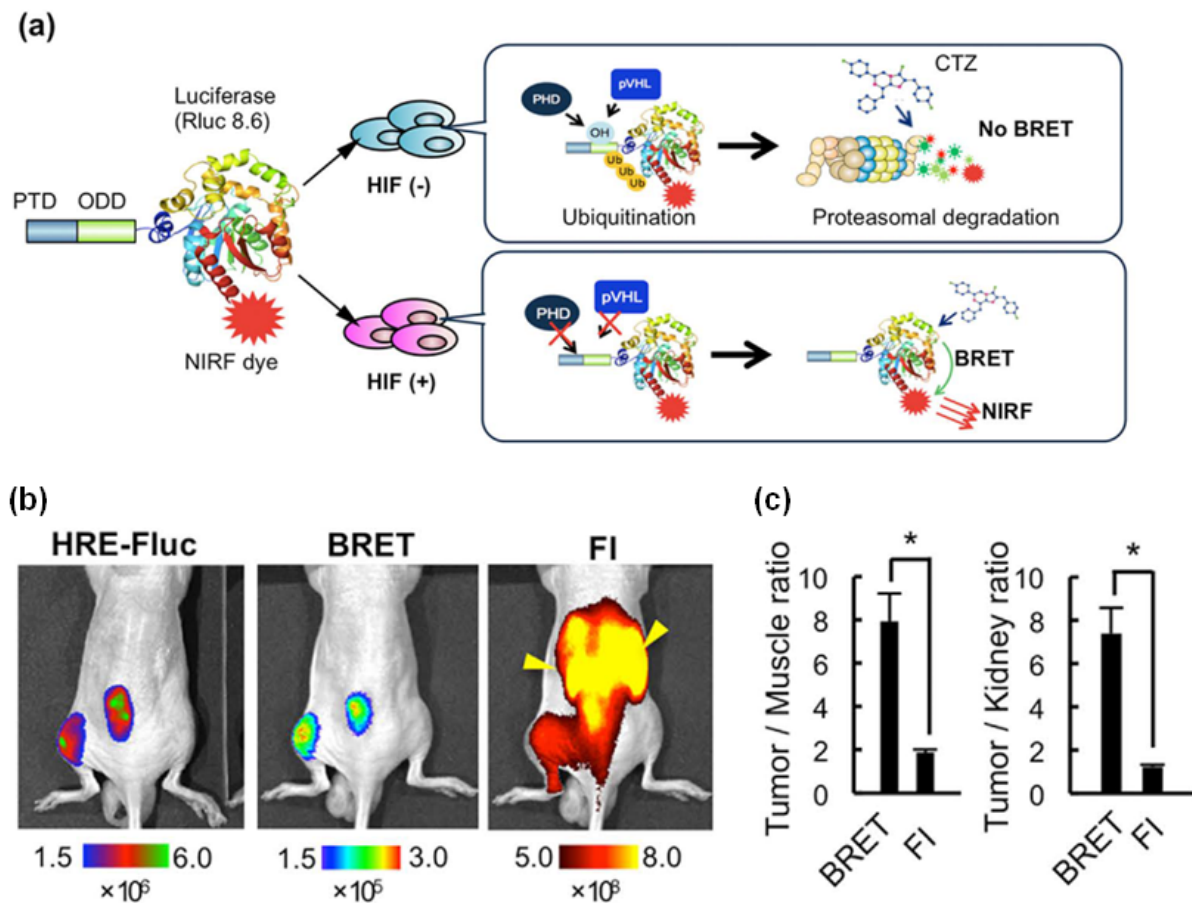 (a)
Luciferase
(Rluc 8.6)
PTD ODD
NIRF dye
HIF (-)
HIF (+)
PHD
pVHL
OH
Ub
Ub
Ub
Ubiquitination
CTZ
No BRET
Proteasomal degradation
PHD
pVHL
BRET
NIRF
(b)
HRE-Fluc
BRET
FI
1.5 6.0
×10⁶
1.5 3.0
×10⁵
5.0 8.0
×10⁸
(c)
Tumor / Muscle ratio
10
8
6
4
2
0
*
BRET
FI
Tumor / Kidney ratio
10
8
6
4
2
0
*
BRET
FI